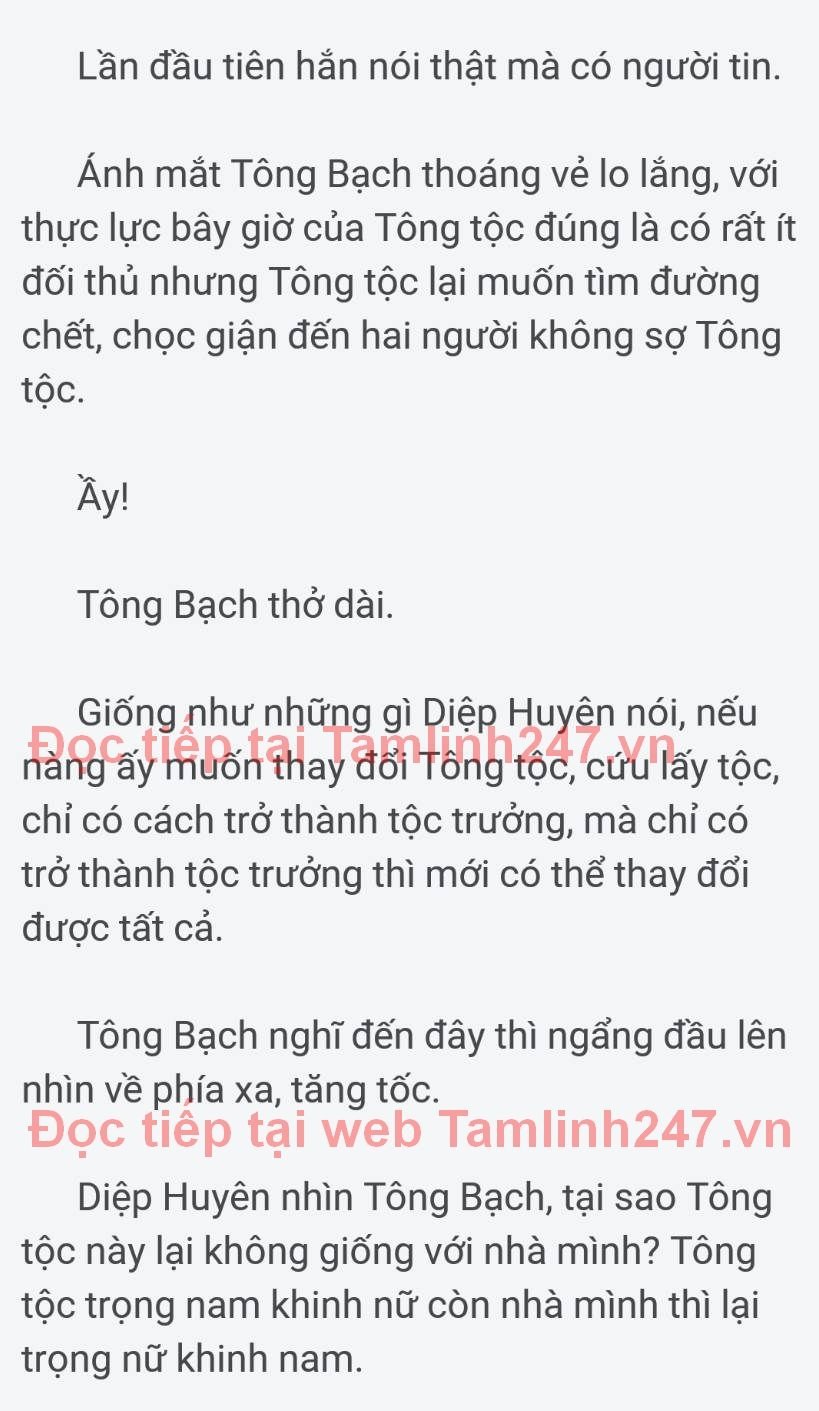 Lần đầu tiên hắn nói thật mà có người tin.
Ánh mắt Tông Bạch thoáng vẻ lo lắng, với
thực lực bây giờ của Tông tộc đúng là có rất ít
đối thủ nhưng Tông tộc lại muốn tìm đường
chết, chọc giận đến hai người không sợ Tông
tộc.
Ầy!
Tông Bạch thở dài.
Giống như những gì Diệp Huyên nói, nếu
Đọc tiếp tại Tamlinh247.vn
nàng ấy muốn thay đổi Tông tộc, cứu lấy tộc,
chỉ có cách trở thành tộc trưởng, mà chỉ có
trở thành tộc trưởng thì mới có thể thay đổi
được tất cả.
Tông Bạch nghĩ đến đây thì ngẩng đầu lên
nhìn về phía xa, tăng tốc.
Đọc tiếp tại web Tamlinh247.vn
Diệp Huyên nhìn Tông Bạch, tại sao Tông
tộc này lại không giống với nhà mình? Tông
tộc trọng nam khinh nữ còn nhà mình thì lại
trọng nữ khinh nam.